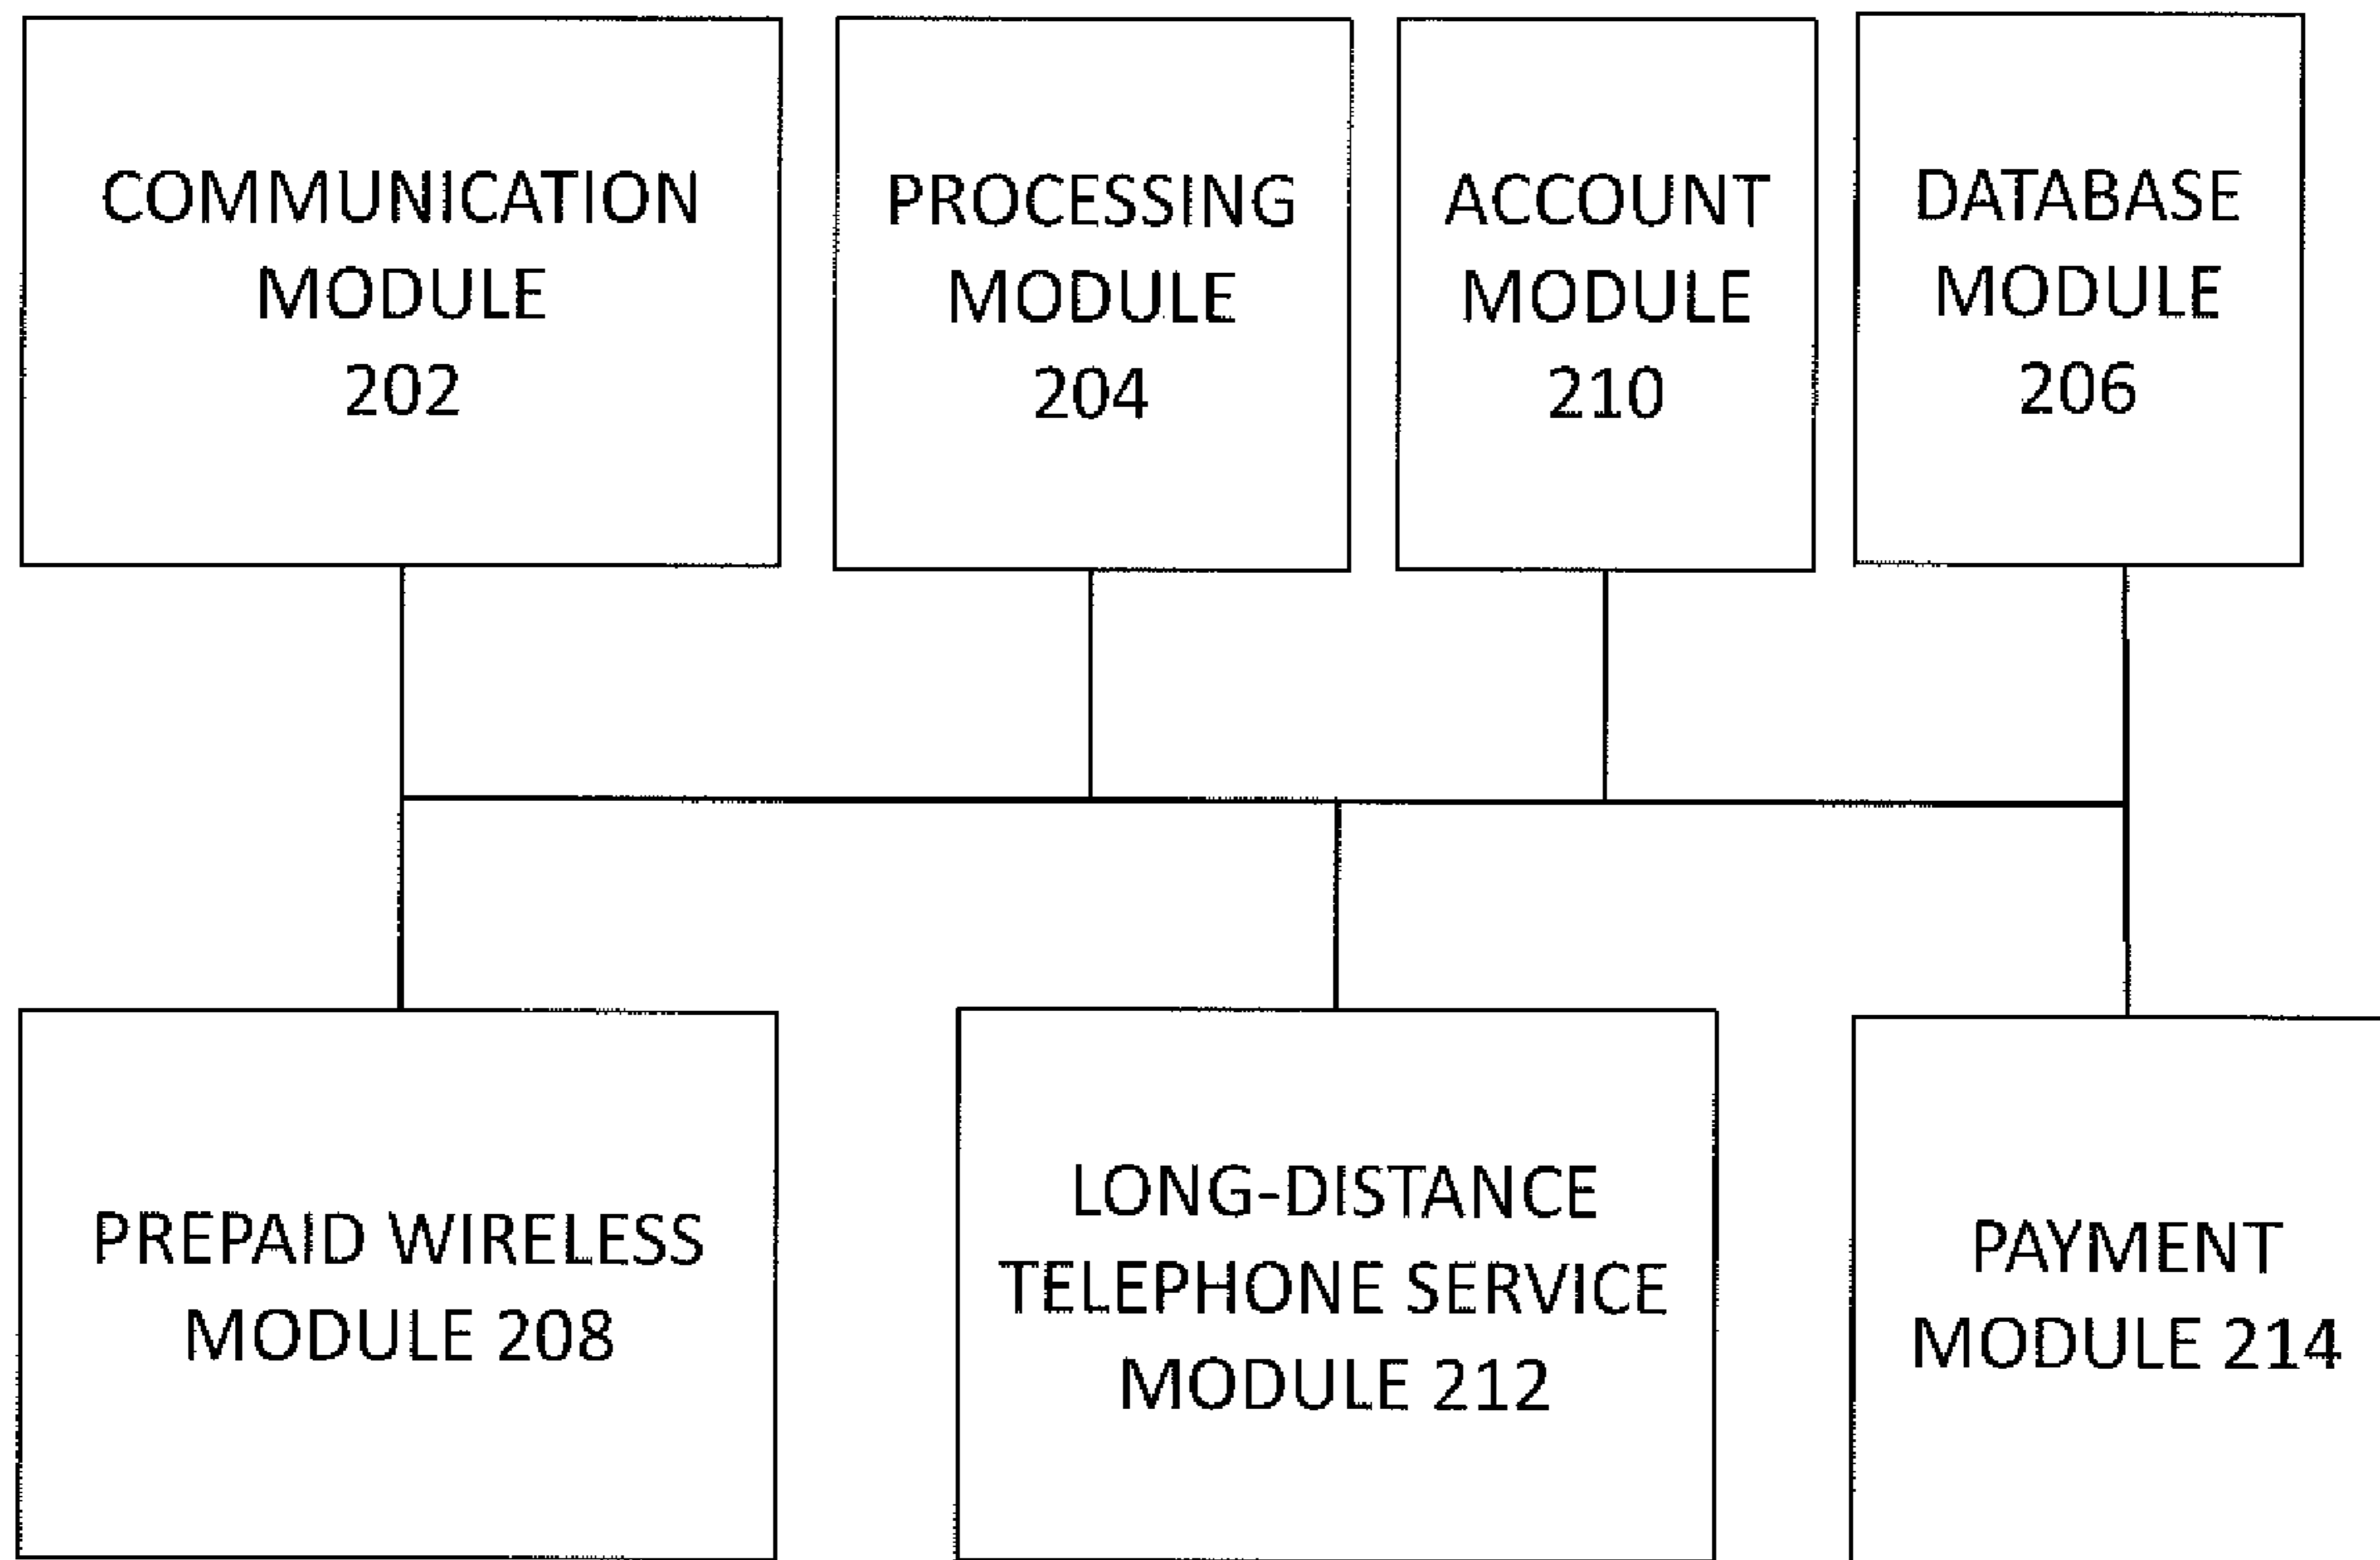 COMMUNICATION
MODULE
202
PROCESSING
MODULE
204
ACCOUNT
MODULE
210
DATABASE
MODULE
206
PREPAID WIRELESS
MODULE 208
LONG-DISTANCE
TELEPHONE SERVICE
MODULE 212
PAYMENT
MODULE 214